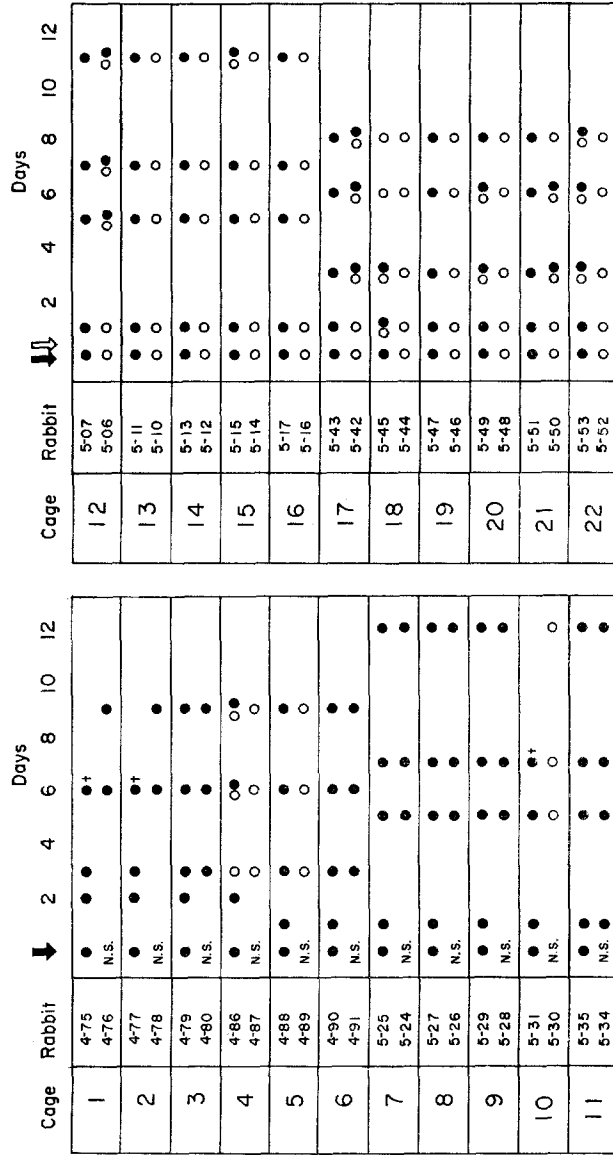 Cage Rabbit Days
2 4 6 8 10 12
1 4-75 †
4-76 N.S.
2 4-77 †
4-78 N.S.
3 4-79
4-80
4 4-86
4-87
5 4-88
4-89 N.S.
6 4-90
4-91 N.S.
7 5-25
5-24 N.S.
8 5-27
5-26 N.S.
9 5-29
5-28 N.S.
10 5-31 †
5-30 N.S.
11 5-35
5-34
Cage Rabbit Days
2 4 6 8 10 12
12 5-07
5-06
13 5-11
5-10
14 5-13
5-12
15 5-15
5-14
16 5-17
5-16
17 5-43
5-42
18 5-45
5-44
19 5-47
5-46
20 5-49
5-48
21 5-51
5-50
22 5-53
5-52